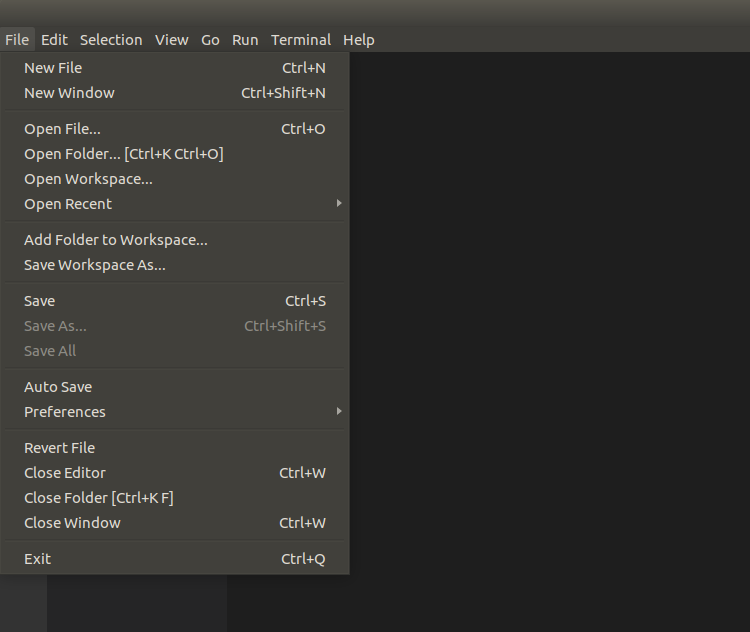 File Edit Selection View Go Run Terminal Help
New File Ctrl+N
New Window Ctrl+Shift+N
Open File... Ctrl+O
Open Folder... [Ctrl+K Ctrl+O]
Open Workspace...
Open Recent
Add Folder to Workspace...
Save Workspace As...
Save Ctrl+S
Save As... Ctrl+Shift+S
Save All
Auto Save
Preferences
Revert File
Close Editor Ctrl+W
Close Folder [Ctrl+K F]
Close Window Ctrl+W
Exit Ctrl+Q